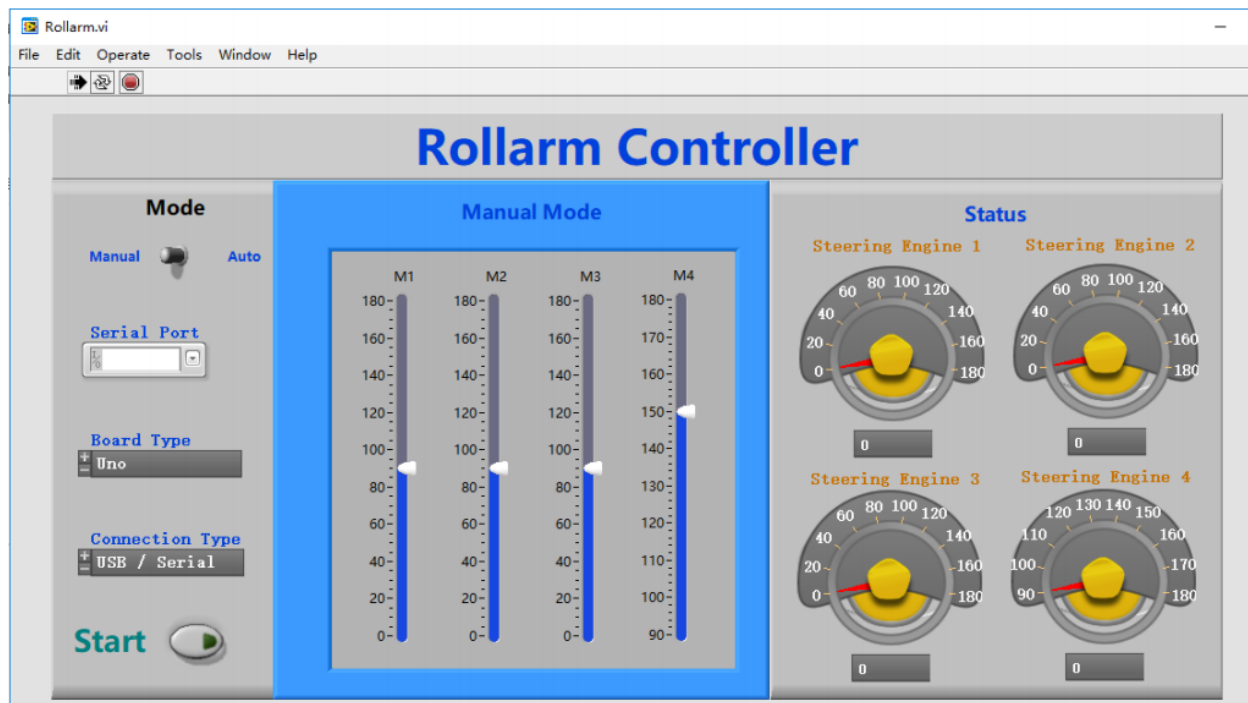 Rollarm.vi
File Edit Operate Tools Window Help
Rollarm Controller
Mode
Manual Auto
Serial Port
I/O
Board Type
Uno
Connection Type
USB / Serial
Start
Manual Mode
M1 M2 M3 M4
180 180 180 180
160 160 160 170
140 140 140 160
120 120 120 150
100 100 100 140
80 80 80 130
60 60 60 120
40 40 40 110
20 20 20 100
0 0 0 90
Status
Steering Engine 1
0 20 40 60 80 100 120 140 160 180
0
Steering Engine 2
0 20 40 60 80 100 120 140 160 180
0
Steering Engine 3
0 20 40 60 80 100 120 140 160 180
0
Steering Engine 4
90 100 110 120 130 140 150 160 170 180
0